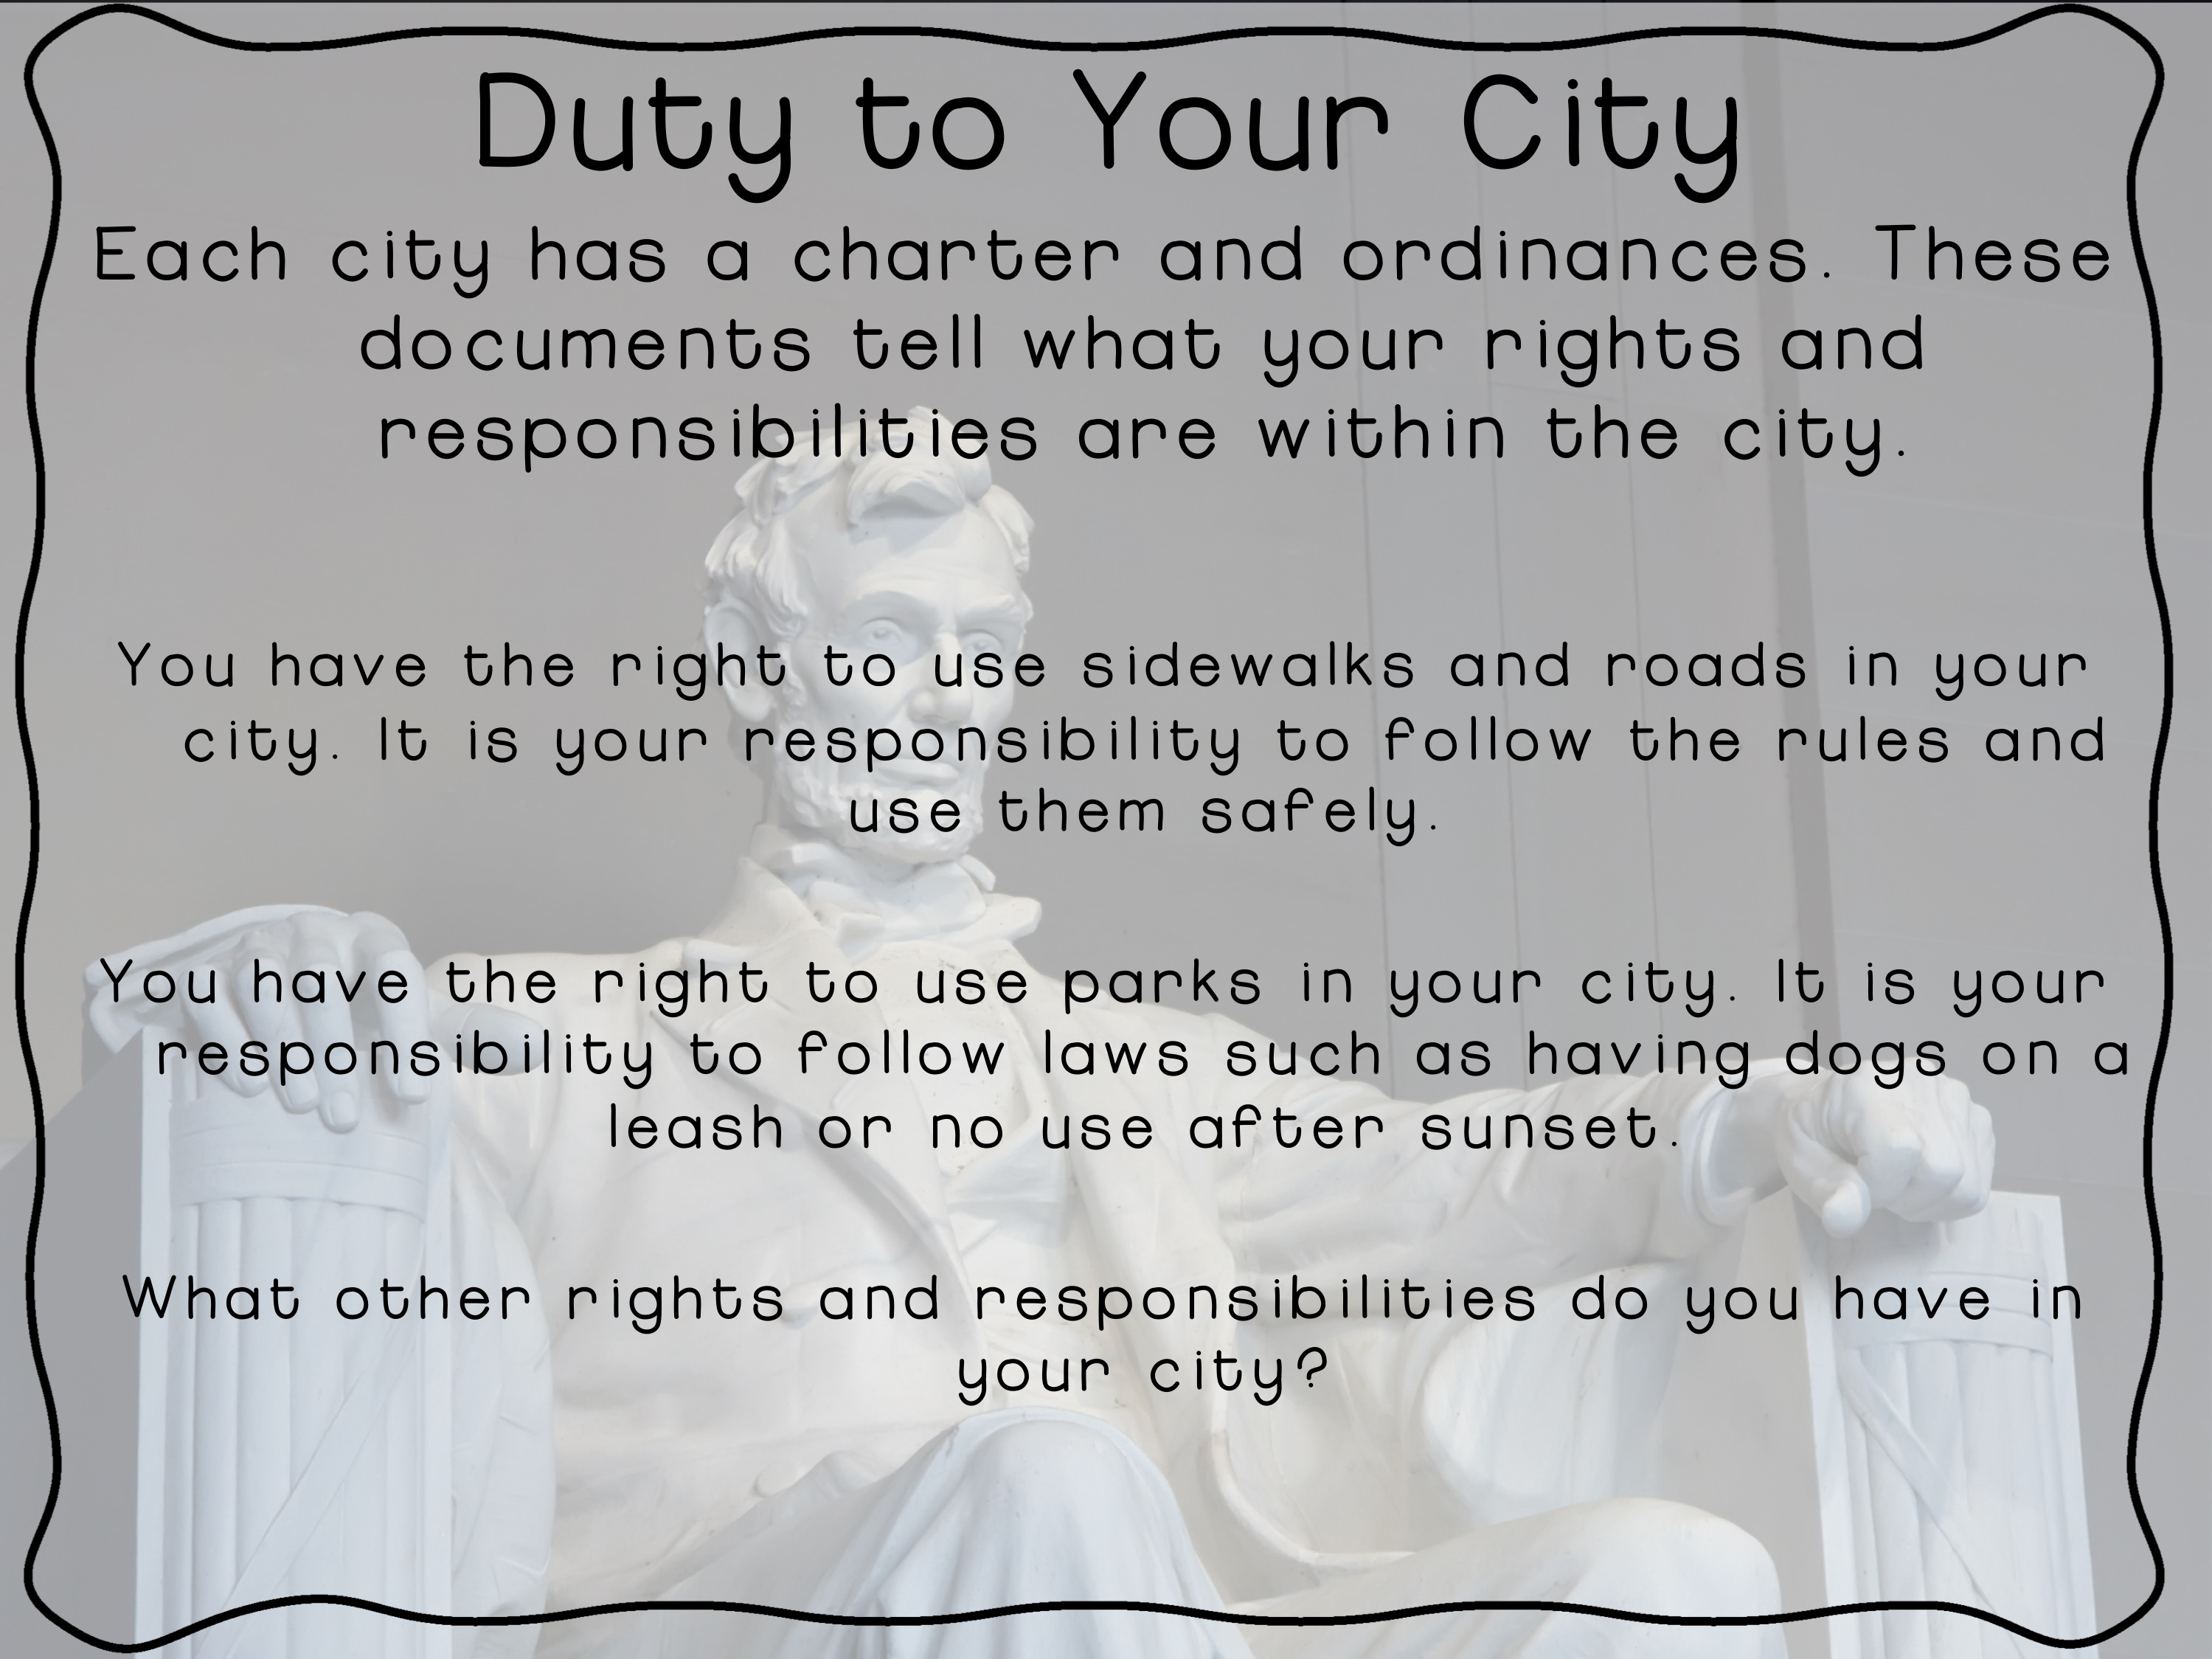 Duty to Your City
Each city has a charter and ordinances. These
documents tell what your rights and
responsibilities are within the city.
You have the right to use sidewalks and roads in your
city. It is your responsibility to follow the rules and
use them safely.
You have the right to use parks in your city. It is your
responsibility to follow laws such as having dogs on a
leash or no use after sunset.
What other rights and responsibilities do you have in
your city?